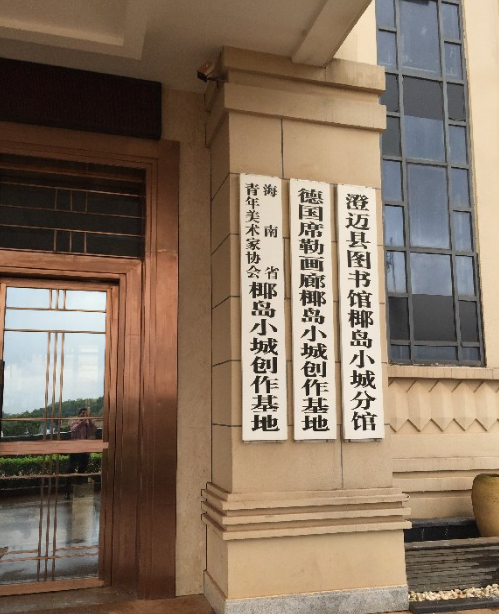 海南省
青年美术家协会
椰岛小城创作基地
德国席勒画廊椰岛小城创作基地
澄迈县图书馆椰岛小城分馆